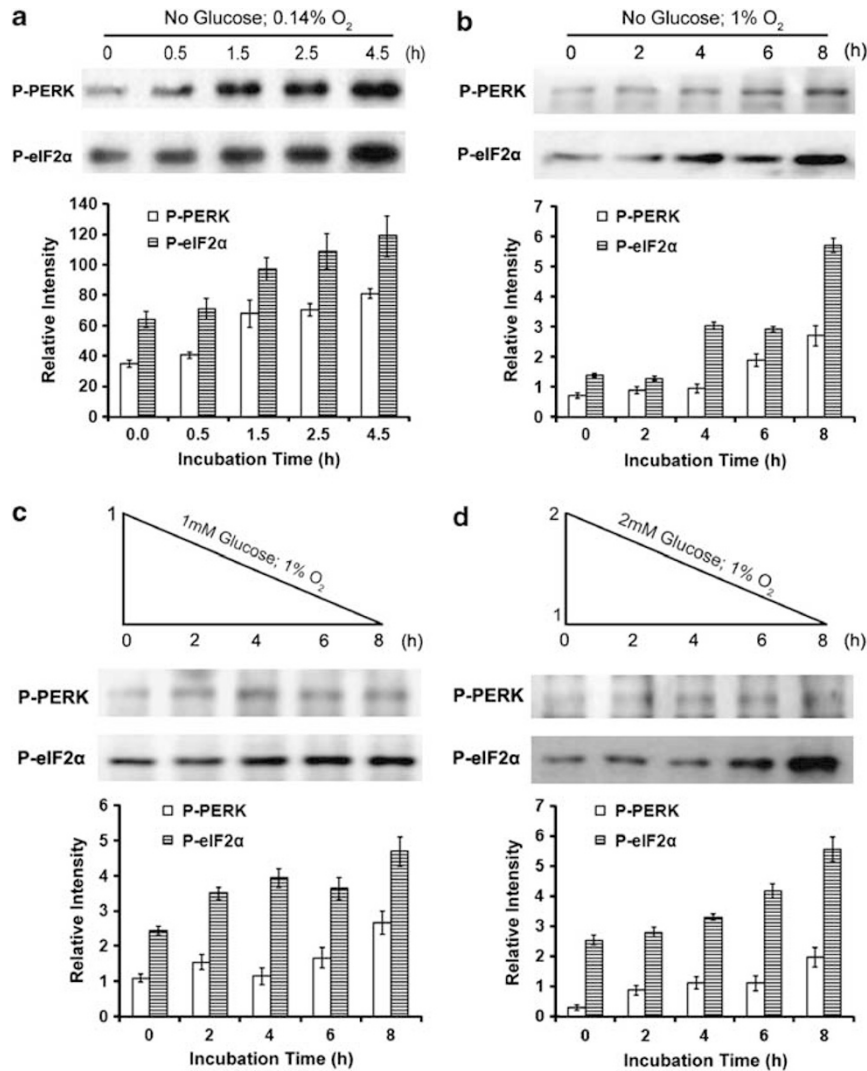 a
No Glucose; 0.14% O₂
0 0.5 1.5 2.5 4.5 (h)
P-PERK
P-eIF2α
140
120
100
80
60
40
20
0
Relative Intensity
P-PERK
P-eIF2α
0.0 0.5 1.5 2.5 4.5
Incubation Time (h)
b
No Glucose; 1% O₂
0 2 4 6 8 (h)
P-PERK
P-eIF2α
7
6
5
4
3
2
1
0
Relative Intensity
P-PERK
P-eIF2α
0 2 4 6 8
Incubation Time (h)
c
1
1mM Glucose; 1% O₂
0 2 4 6 8 (h)
P-PERK
P-eIF2α
6
5
4
3
2
1
0
Relative Intensity
P-PERK
P-eIF2α
0 2 4 6 8
Incubation Time (h)
d
2
2mM Glucose; 1% O₂
1
0 2 4 6 8 (h)
P-PERK
P-eIF2α
7
6
5
4
3
2
1
0
Relative Intensity
P-PERK
P-eIF2α
0 2 4 6 8
Incubation Time (h)